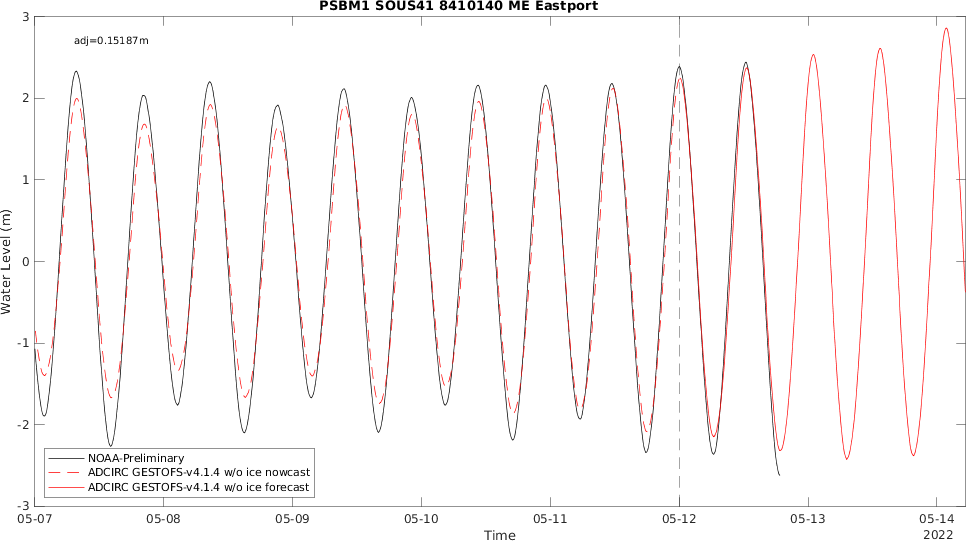 PSBM1 SOUS41 8410140 ME Eastport
adj=0.15187m
Water Level (m)
3
2
1
0
-1
-2
-3
NOAA-Preliminary
ADCIRC GESTOFS-v4.1.4 w/o ice nowcast
ADCIRC GESTOFS-v4.1.4 w/o ice forecast
05-07 05-08 05-09 05-10 05-11 05-12 05-13 05-14
Time
2022